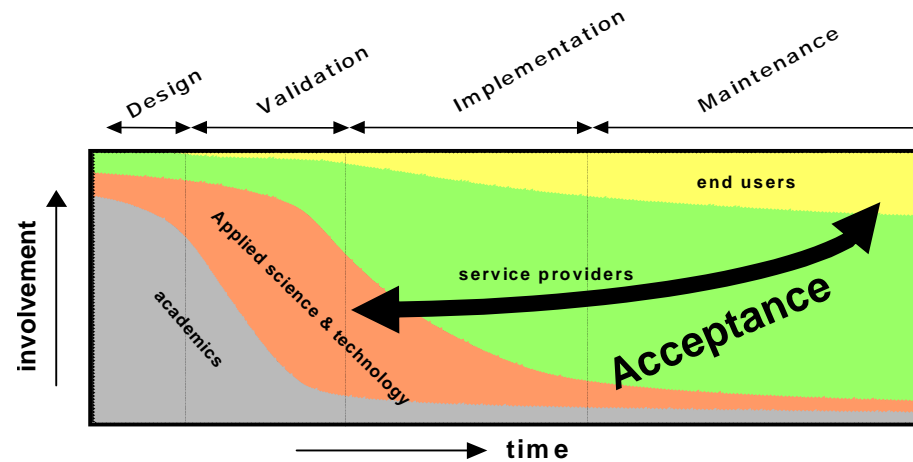 Design
Validation
Implementation
Maintenance
end users
service providers
Applied science & technology
academics
Acceptance
involvement
time